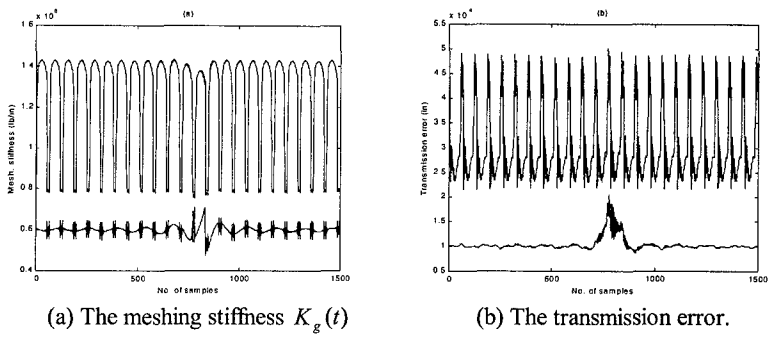 (a)
x 10⁶
1.6
1.4
1.2
1
0.8
0.6
0.4
0 500 1000 1500
Mesh. stiffness (lb/in)
No. of samples
(a) The meshing stiffness K_g(t)
(b)
x 10⁻⁴
5.5
5
4.5
4
3.5
3
2.5
2
1.5
1
0.5
0 500 1000 1500
Transmission error (in)
No. of samples
(b) The transmission error.